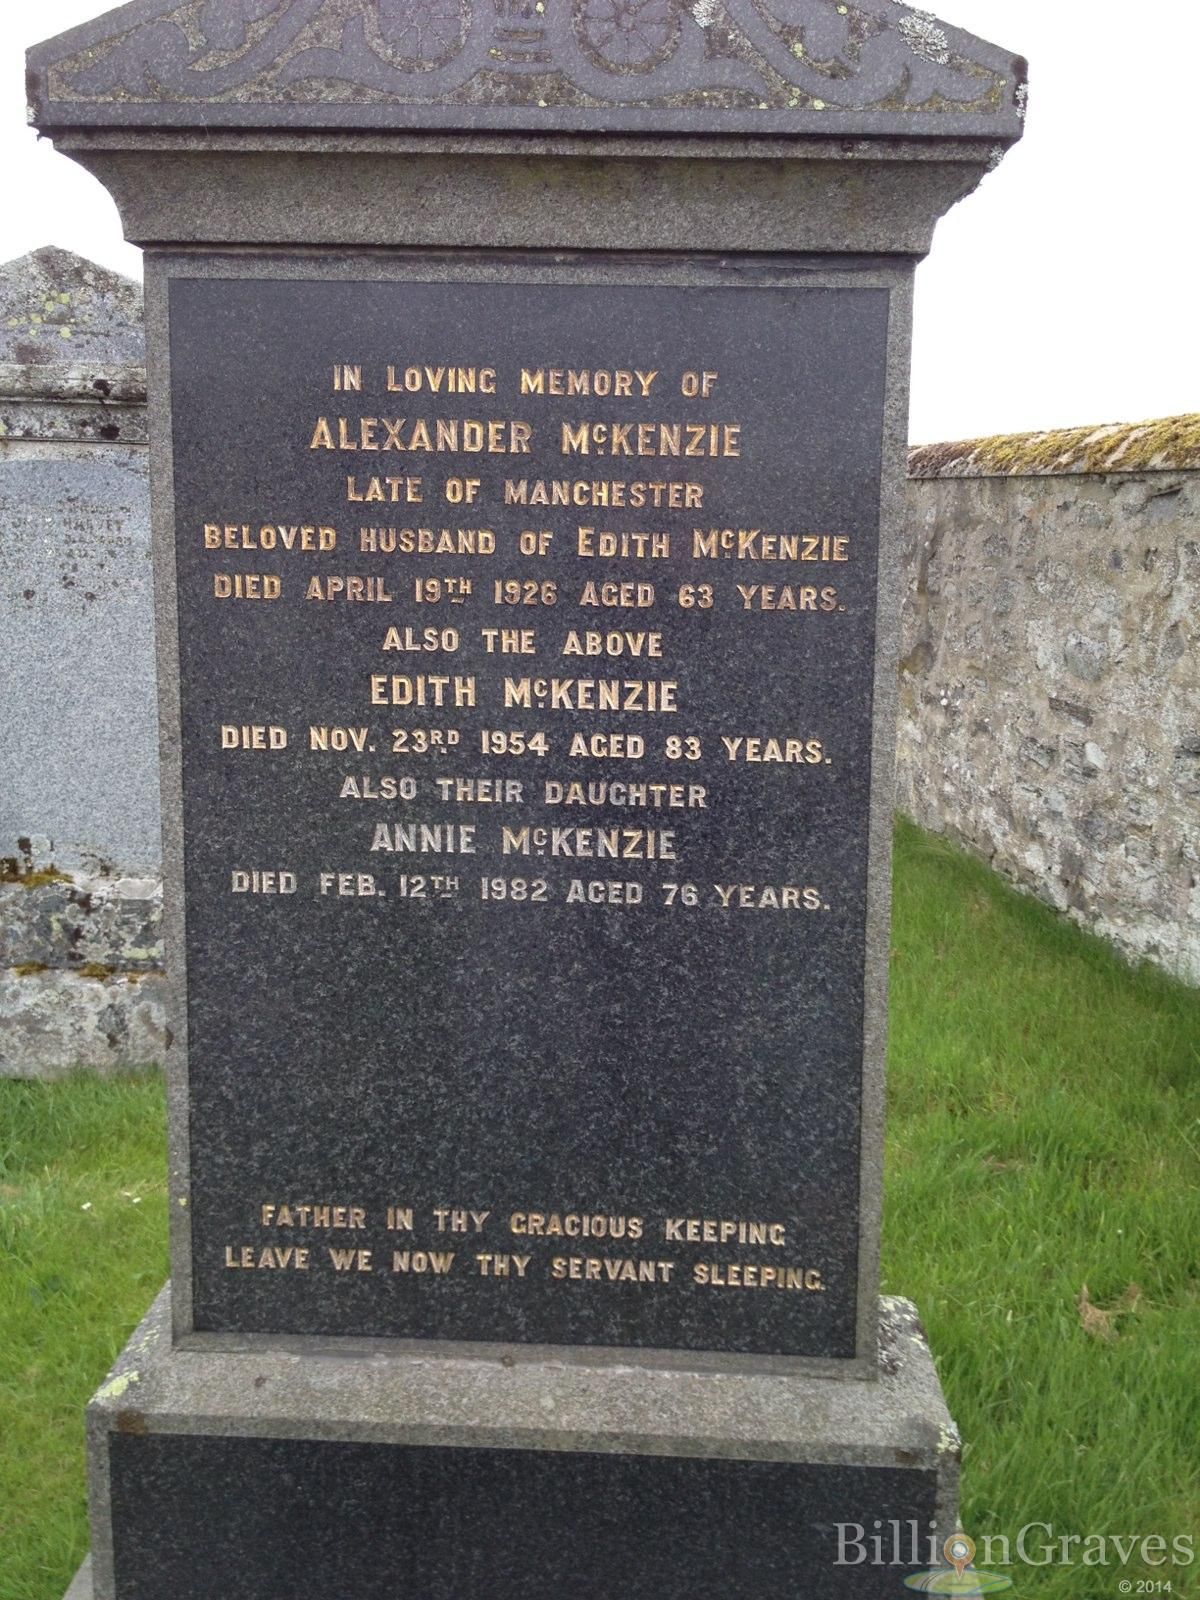 IN LOVING MEMORY OF
ALEXANDER McKENZIE
LATE OF MANCHESTER
BELOVED HUSBAND OF EDITH McKENZIE
DIED APRIL 19TH 1926 AGED 63 YEARS.
ALSO THE ABOVE
EDITH McKENZIE
DIED NOV. 23RD 1954 AGED 83 YEARS.
ALSO THEIR DAUGHTER
ANNIE McKENZIE
DIED FEB. 12TH 1982 AGED 76 YEARS.
FATHER IN THY GRACIOUS KEEPING
LEAVE WE NOW THY SERVANT SLEEPING.
BillionGraves
© 2014